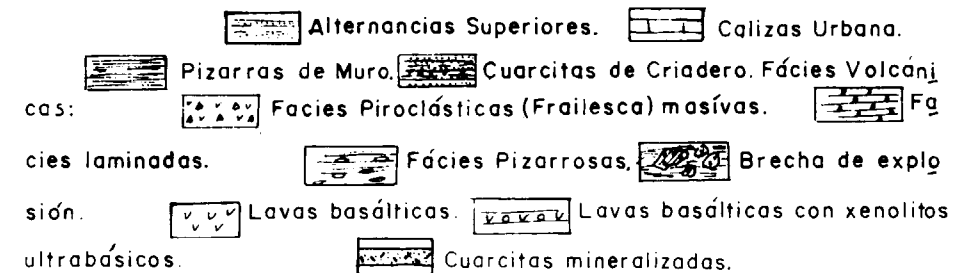 Alternancias Superiores. Calizas Urbana.
Pizarras de Muro. Cuarcitas de Criadero. Fácies Volcáni
cas: Facies Piroclásticas (Frailesca) masívas. Fa
cies laminadas. Fácies Pizarrosas. Brecha de explo
sión. Lavas basálticas. Lavas basálticas con xenolitos
ultrabásicos. Cuarcitas mineralizadas.